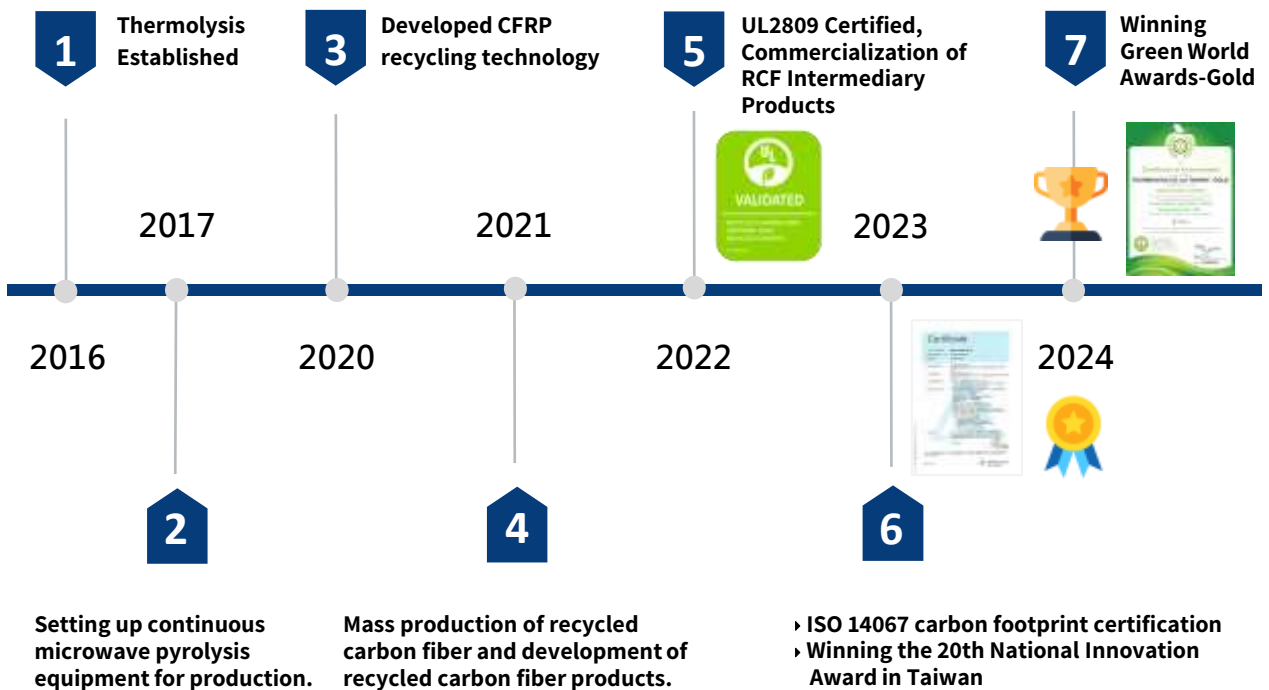 1
Thermolysis
Established
3
Developed CFRP
recycling technology
5
UL2809 Certified,
Commercialization of
RCF Intermediary
Products
7
Winning
Green World
Awards-Gold
UL
VALIDATED
2017
2021
2023
2016
2020
2022
2024
Certificate
2
4
6
Setting up continuous
microwave pyrolysis
equipment for production.
Mass production of recycled
carbon fiber and development of
recycled carbon fiber products.
ISO 14067 carbon footprint certification
Winning the 20th National Innovation
Award in Taiwan